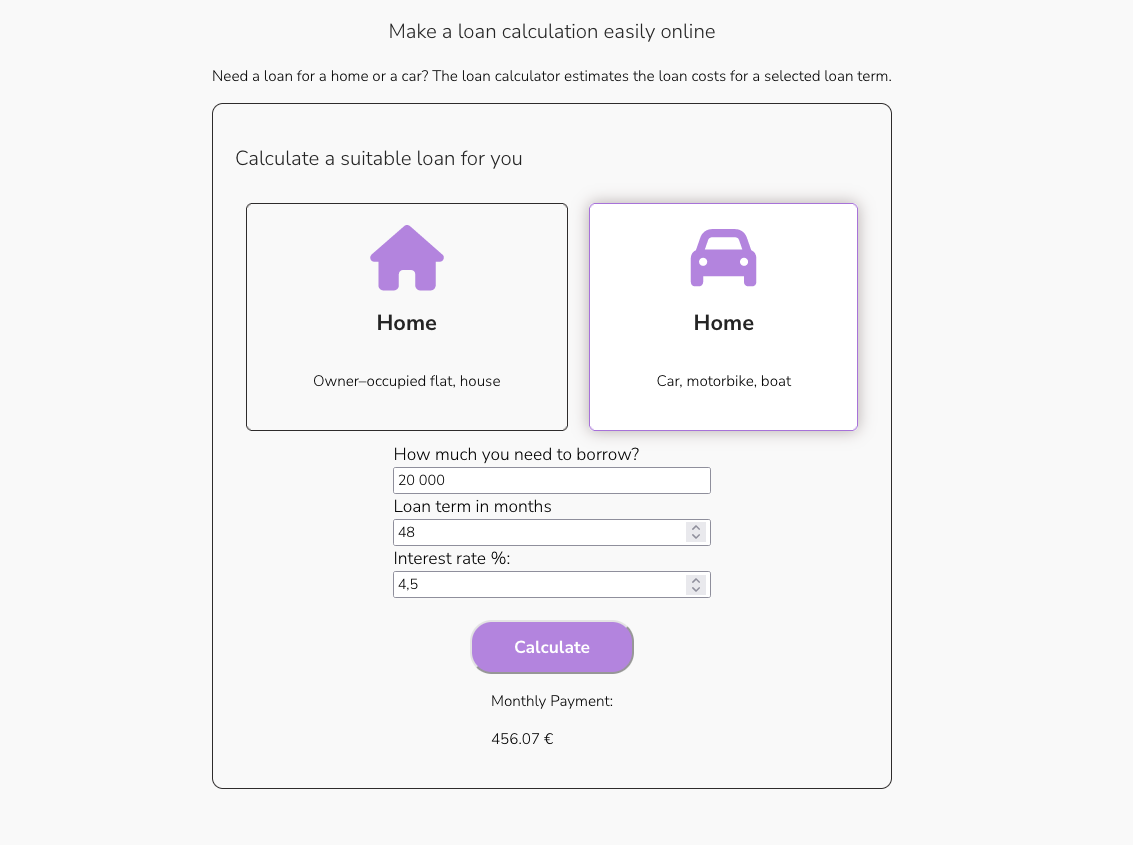 Make a loan calculation easily online
Need a loan for a home or a car? The loan calculator estimates the loan costs for a selected loan term.
Calculate a suitable loan for you
Home
Owner–occupied flat, house
Home
Car, motorbike, boat
How much you need to borrow?
20 000
Loan term in months
48
Interest rate %:
4,5
Calculate
Monthly Payment:
456.07 €